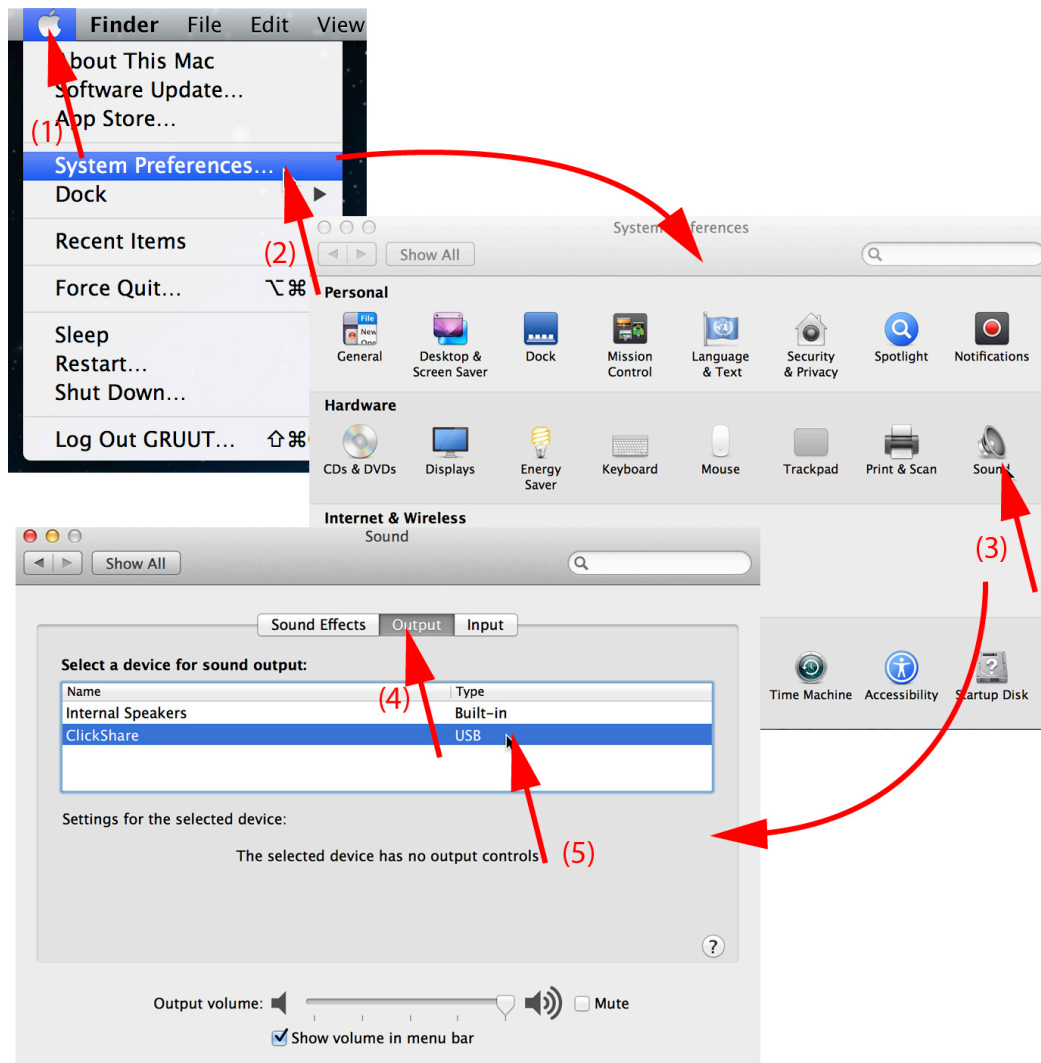 Finder File Edit View
About This Mac
Software Update...
App Store...
(1)
System Preferences...
Dock
Recent Items
(2)
Force Quit... ⌥⌘
Sleep
Restart...
Shut Down...
Log Out GRUUT... ⇧⌘
System Preferences
Show All
Personal
File
New
General
Desktop & Screen Saver
Dock
Mission Control
Language & Text
Security & Privacy
Spotlight
Notifications
Hardware
CDs & DVDs
Displays
Energy Saver
Keyboard
Mouse
Trackpad
Print & Scan
Sound
Internet & Wireless
(3)
Time Machine
Accessibility
Startup Disk
Sound
Show All
Sound Effects Output Input
Select a device for sound output:
(4)
Name Type
Internal Speakers Built-in
ClickShare USB
Settings for the selected device:
The selected device has no output controls
(5)
?
Output volume: Mute
Show volume in menu bar